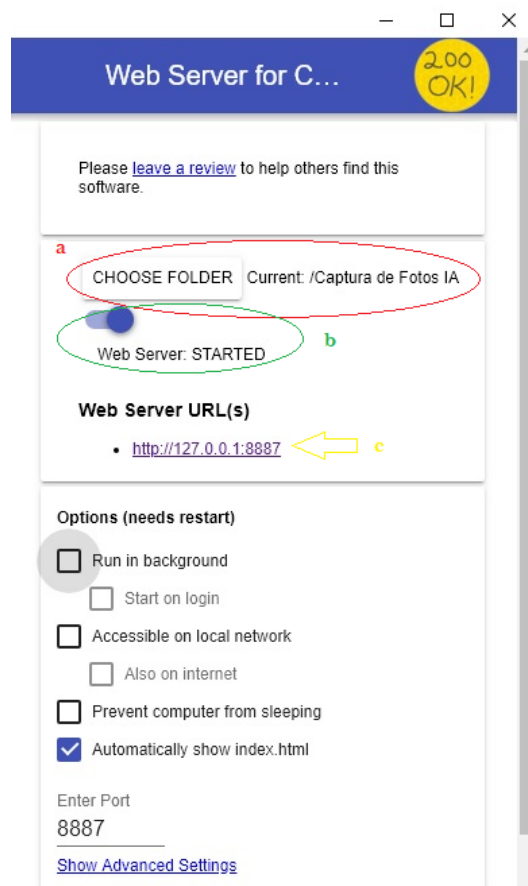 Web Server for C...
200
OK!
Please leave a review to help others find this
software.
a
CHOOSE FOLDER Current: /Captura de Fotos IA
Web Server: STARTED
b
Web Server URL(s)
• http://127.0.0.1:8887
c
Options (needs restart)
Run in background
Start on login
Accessible on local network
Also on internet
Prevent computer from sleeping
Automatically show index.html
Enter Port
8887
Show Advanced Settings